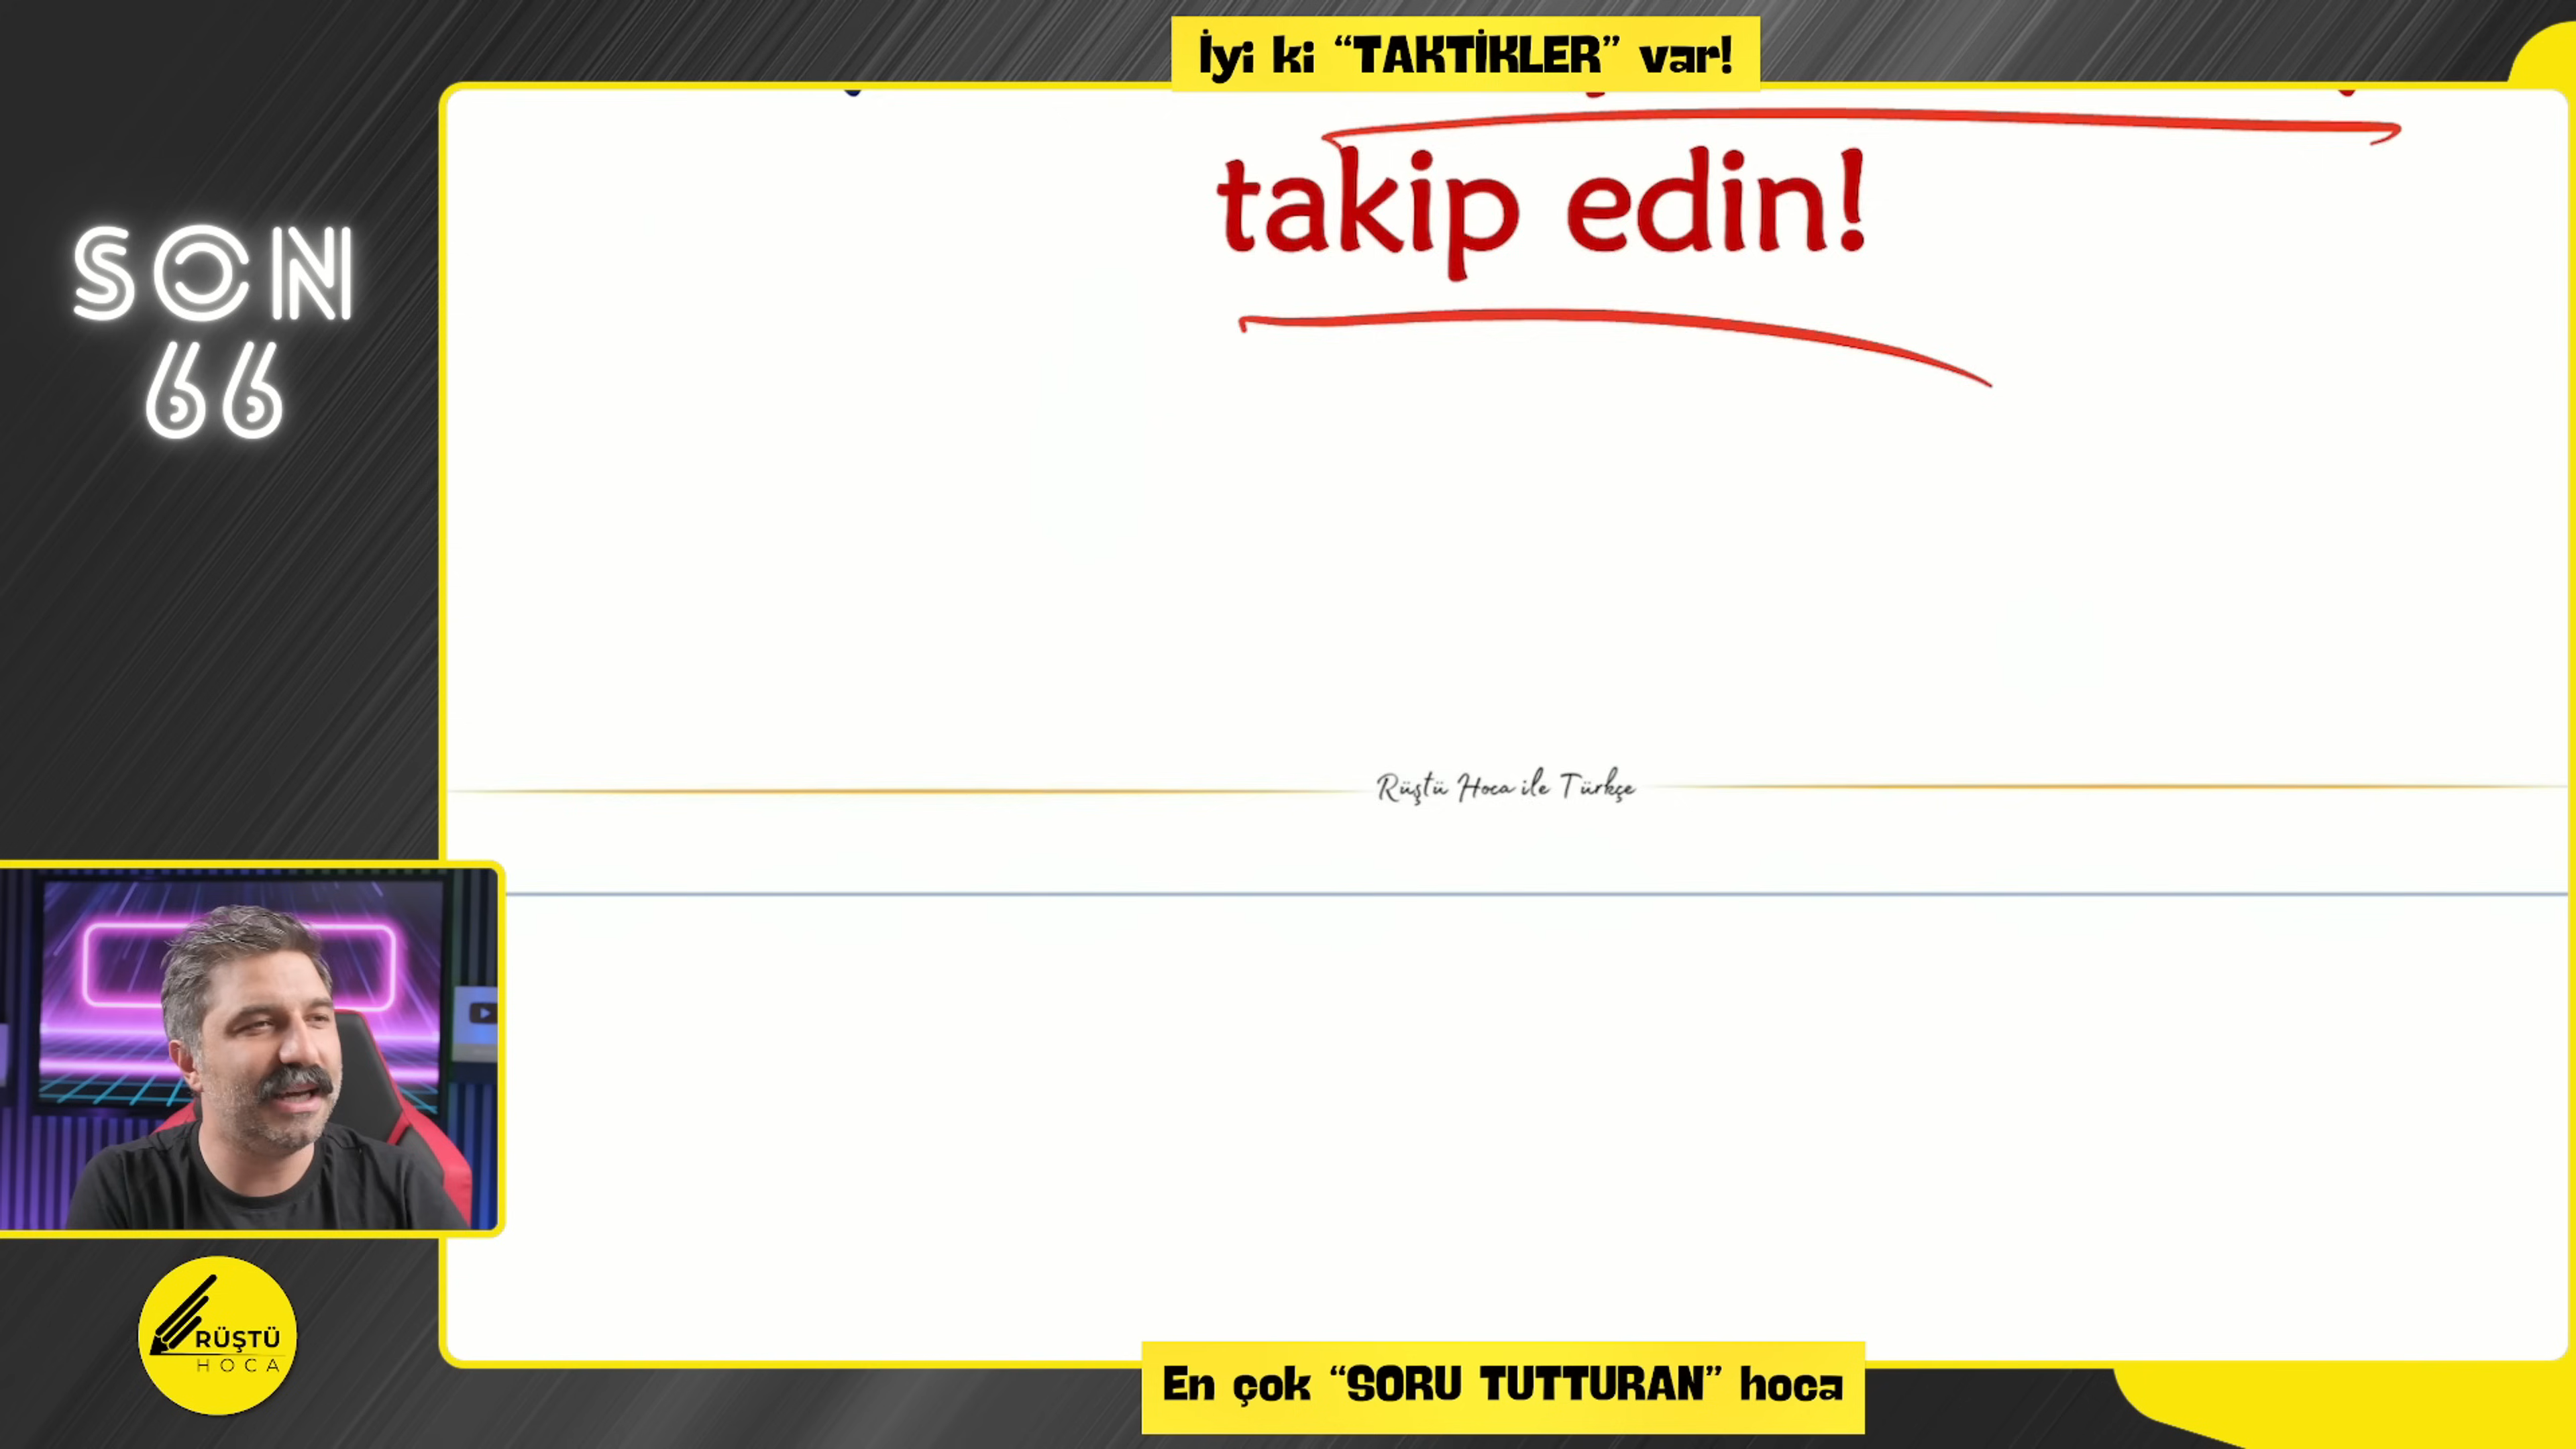 İyi ki “TAKTİKLER” var!
takip edin!
SON
66
Rüştü Hoca ile Türkçe
RÜŞTÜ
HOCA
En çok “SORU TUTTURAN” hoca